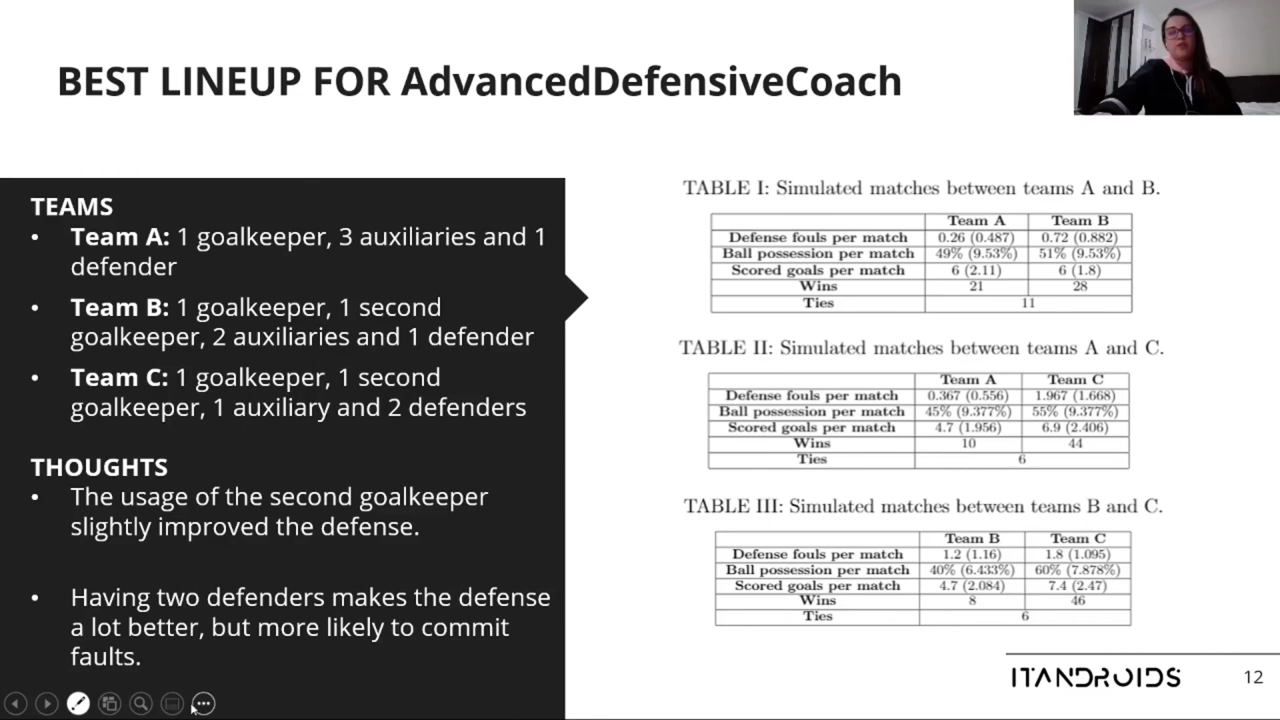 BEST LINEUP FOR AdvancedDefensiveCoach
TEAMS
• Team A: 1 goalkeeper, 3 auxiliaries and 1
defender
• Team B: 1 goalkeeper, 1 second
goalkeeper, 2 auxiliaries and 1 defender
• Team C: 1 goalkeeper, 1 second
goalkeeper, 1 auxiliary and 2 defenders
THOUGHTS
• The usage of the second goalkeeper
slightly improved the defense.
• Having two defenders makes the defense
a lot better, but more likely to commit
faults.
TABLE I: Simulated matches between teams A and B.
Team A Team B
Defense fouls per match 0.26 (0.487) 0.72 (0.882)
Ball possession per match 49% (9.53%) 51% (9.53%)
Scored goals per match 6 (2.11) 6 (1.8)
Wins 21 28
Ties 11
TABLE II: Simulated matches between teams A and C.
Team A Team C
Defense fouls per match 0.367 (0.556) 1.967 (1.668)
Ball possession per match 45% (9.377%) 55% (9.377%)
Scored goals per match 4.7 (1.956) 6.9 (2.406)
Wins 10 44
Ties 6
TABLE III: Simulated matches between teams B and C.
Team B Team C
Defense fouls per match 1.2 (1.16) 1.8 (1.095)
Ball possession per match 40% (6.433%) 60% (7.878%)
Scored goals per match 4.7 (2.084) 7.4 (2.47)
Wins 8 46
Ties 6
ITANDROIDS 12